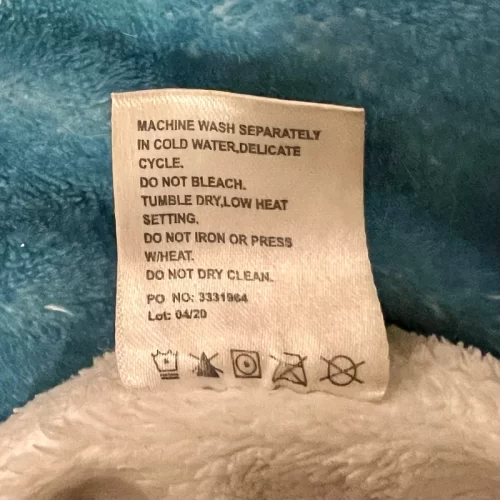 MACHINE WASH SEPARATELY
IN COLD WATER,DELICATE
CYCLE.
DO NOT BLEACH.
TUMBLE DRY,LOW HEAT
SETTING.
DO NOT IRON OR PRESS
W/HEAT.
DO NOT DRY CLEAN.
PO NO: 3331964
Lot: 04/20